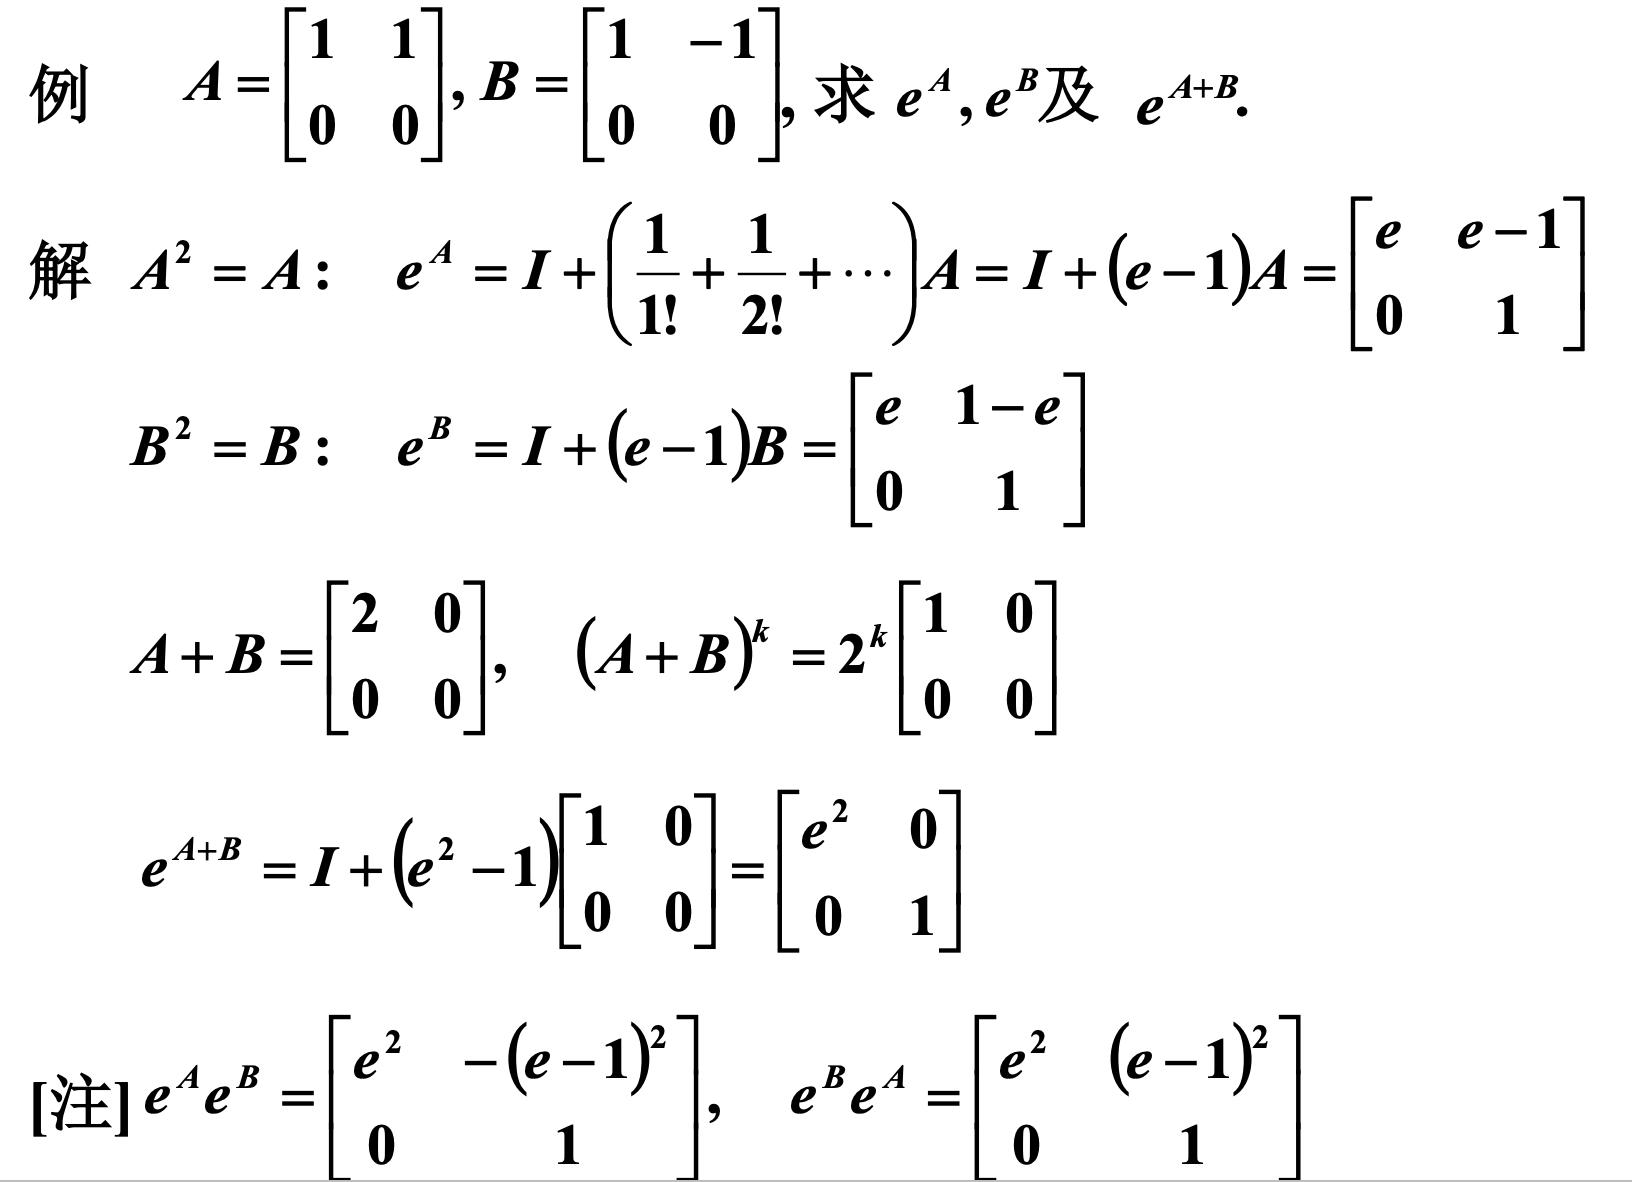 例 A = [1 1; 0 0], B = [1 −1; 0 0], 求 e^A, e^B 及 e^{A+B}.
解 A² = A : e^A = I + (1/1! + 1/2! + ⋯)A = I + (e − 1)A = [e e − 1; 0 1]
B² = B : e^B = I + (e − 1)B = [e 1 − e; 0 1]
A + B = [2 0; 0 0], (A + B)^k = 2^k [1 0; 0 0]
e^{A+B} = I + (e² − 1)[1 0; 0 0] = [e² 0; 0 1]
[注] e^A e^B = [e² −(e − 1)²; 0 1], e^B e^A = [e² (e − 1)²; 0 1]